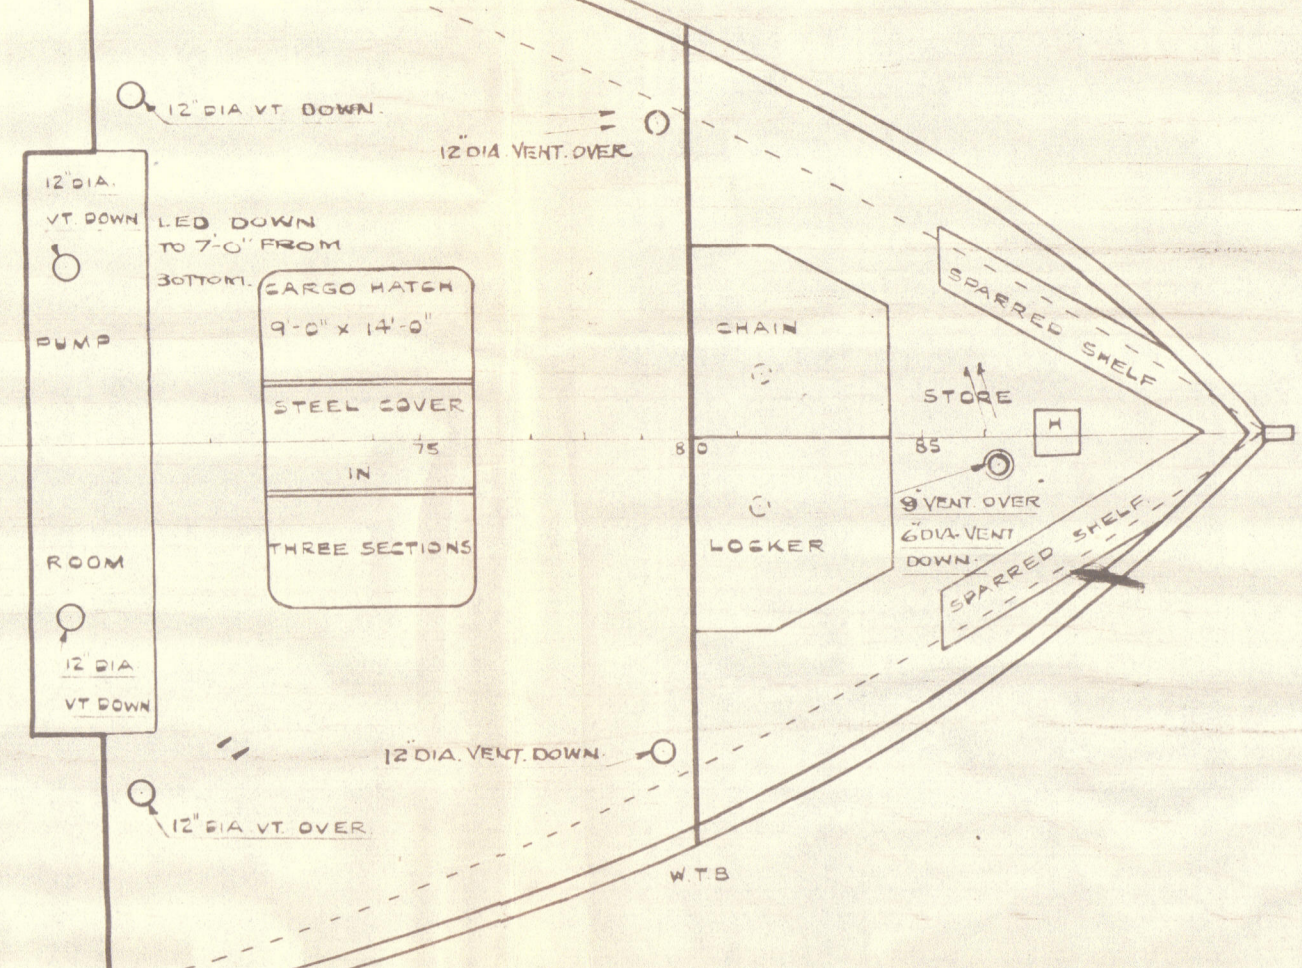 12" DIA VT. DOWN.
12" DIA. VENT. OVER
12" DIA.
VT. DOWN
LED DOWN
TO 7'-0" FROM
BOTTOM.
PUMP
ROOM
12" DIA
VT DOWN
CARGO HATCH
9'-0" x 14'-0"
STEEL COVER
75
IN
THREE SECTIONS
80
CHAIN
LOCKER
SPARRED SHELF
STORE
H
85
9" VENT OVER
6" DIA. VENT
DOWN.
SPARRED SHELF
12" DIA. VENT. DOWN.
12" DIA VT. OVER.
W.T.B